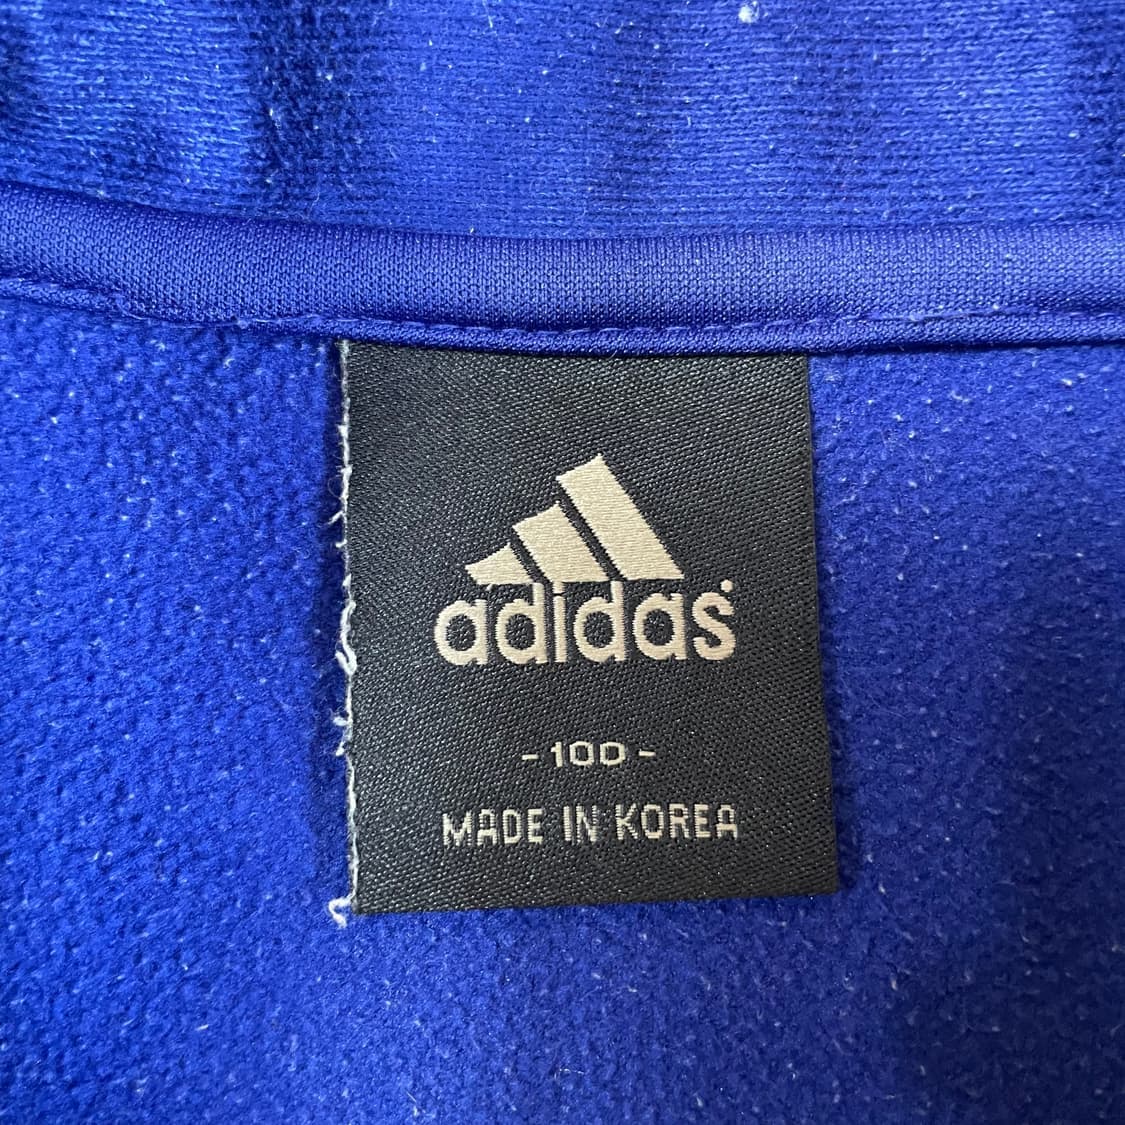 adidas
- 100 -
MADE IN KOREA